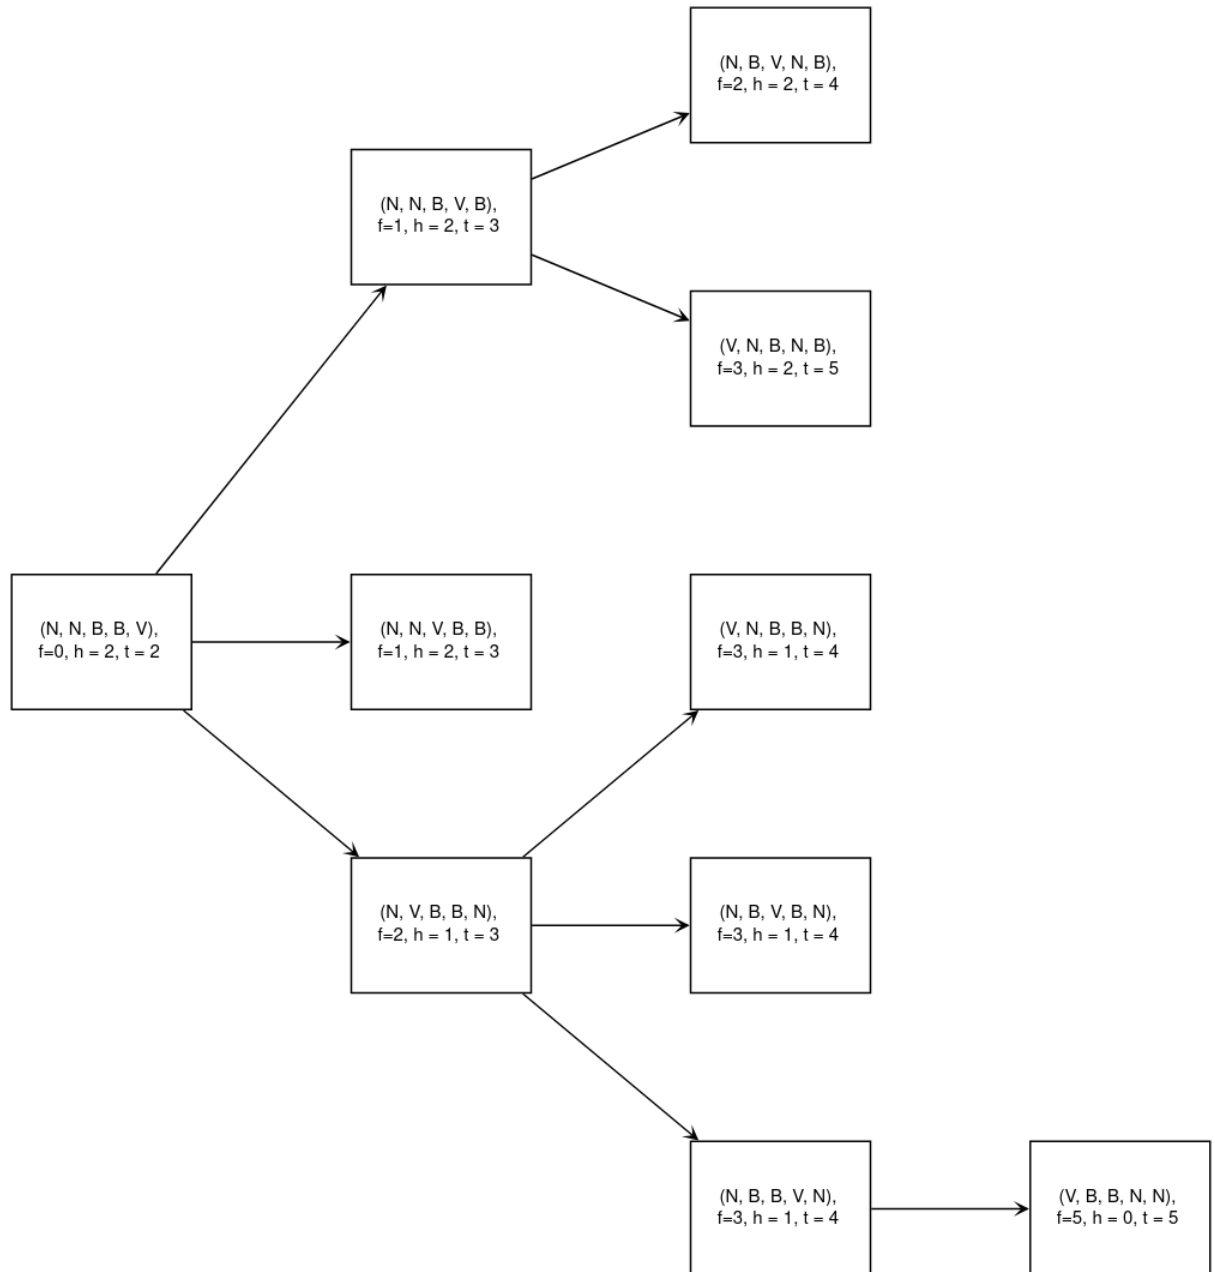 (N, B, V, N, B),
f=2, h = 2, t = 4
(N, N, B, V, B),
f=1, h = 2, t = 3
(V, N, B, N, B),
f=3, h = 2, t = 5
(N, N, B, B, V),
f=0, h = 2, t = 2
(N, N, V, B, B),
f=1, h = 2, t = 3
(V, N, B, B, N),
f=3, h = 1, t = 4
(N, V, B, B, N),
f=2, h = 1, t = 3
(N, B, V, B, N),
f=3, h = 1, t = 4
(N, B, B, V, N),
f=3, h = 1, t = 4
(V, B, B, N, N),
f=5, h = 0, t = 5